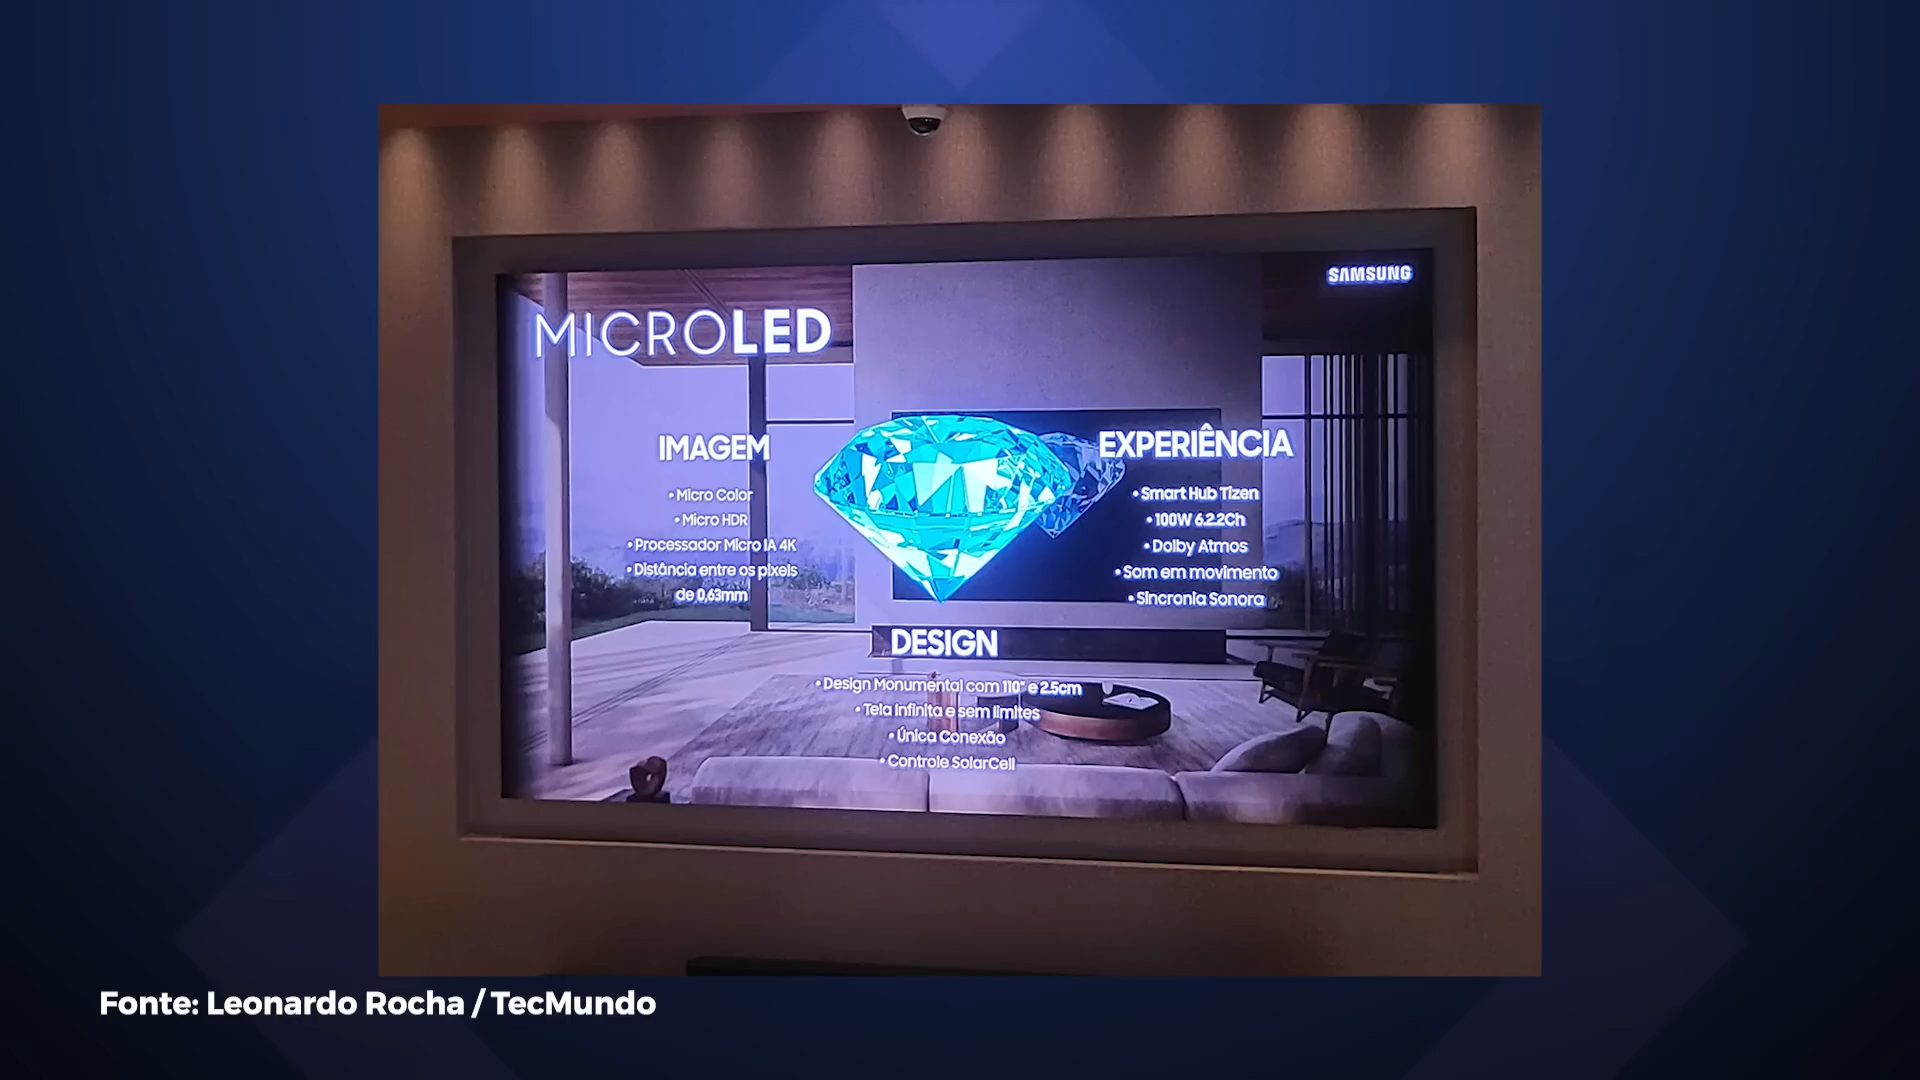 SAMSUNG
MICROLED
IMAGEM
• Micro Color
• Micro HDR
• Processador Micro IA 4K
• Distância entre os pixels
de 0,63mm
EXPERIÊNCIA
• Smart Hub Tizen
• 100W 6.2.2Ch
• Dolby Atmos
• Som em movimento
• Sincronia Sonora
DESIGN
• Design Monumental com 110" e 2.5cm
• Tela Infinita e sem limites
• Única Conexão
• Controle SolarCell
Fonte: Leonardo Rocha / TecMundo